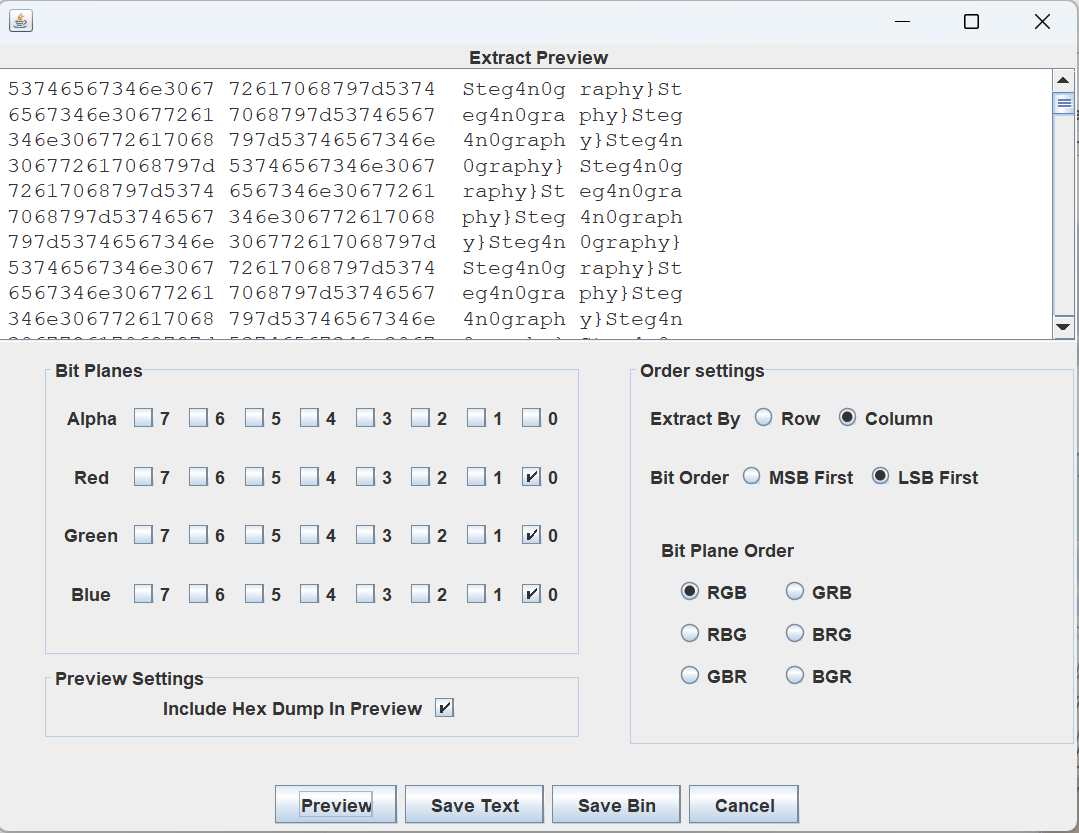 Extract Preview
53746567346e3067 72617068797d5374 Steg4n0g raphy}St
6567346e30677261 7068797d53746567 eg4n0gra phy}Steg
346e306772617068 797d53746567346e 4n0graph y}Steg4n
306772617068797d 53746567346e3067 0graphy} Steg4n0g
72617068797d5374 6567346e30677261 raphy}St eg4n0gra
7068797d53746567 346e306772617068 phy}Steg 4n0graph
797d53746567346e 306772617068797d y}Steg4n 0graphy}
53746567346e3067 72617068797d5374 Steg4n0g raphy}St
6567346e30677261 7068797d53746567 eg4n0gra phy}Steg
346e306772617068 797d53746567346e 4n0graph y}Steg4n
Bit Planes
Alpha 7 6 5 4 3 2 1 0
Red 7 6 5 4 3 2 1 0
Green 7 6 5 4 3 2 1 0
Blue 7 6 5 4 3 2 1 0
Preview Settings
Include Hex Dump In Preview
Order settings
Extract By Row Column
Bit Order MSB First LSB First
Bit Plane Order
RGB GRB
RBG BRG
GBR BGR
Preview Save Text Save Bin Cancel